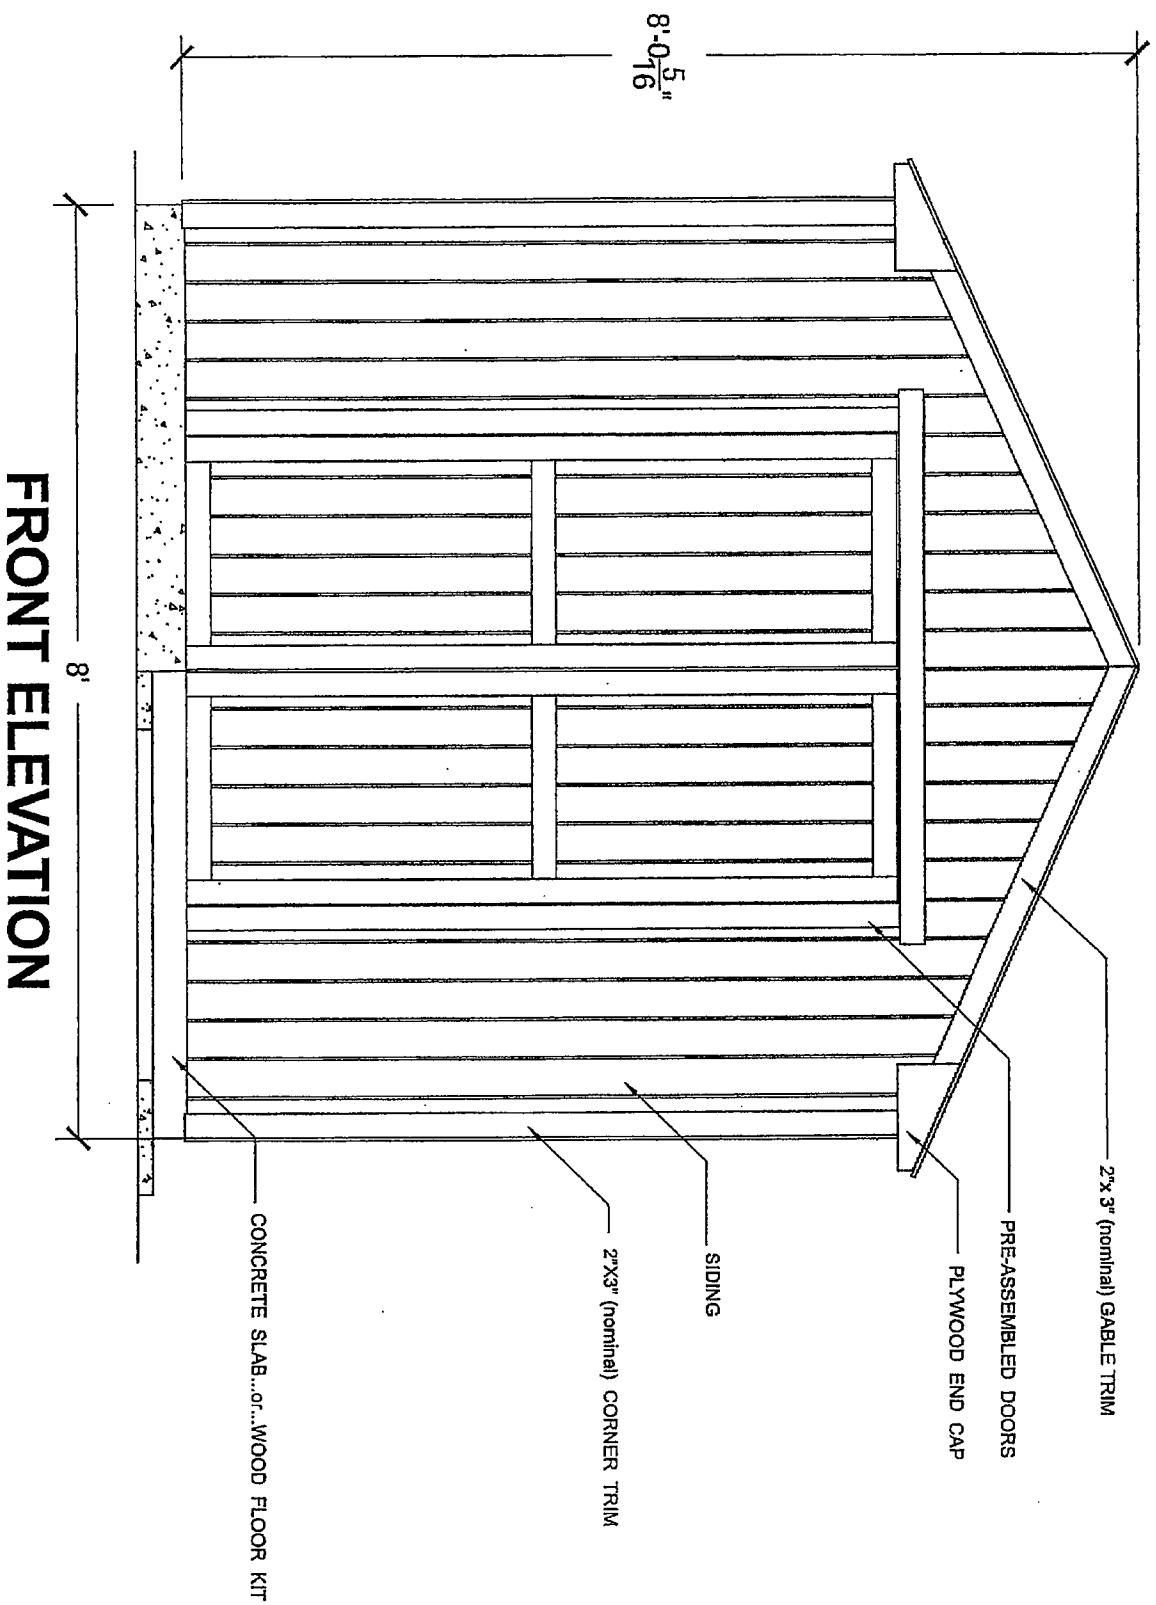 8'-0 5/16"
2"x 3" (nominal) GABLE TRIM
PRE-ASSEMBLED DOORS
PLYWOOD END CAP
SIDING
2"X3" (nominal) CORNER TRIM
CONCRETE SLAB...or...WOOD FLOOR KIT
8'
FRONT ELEVATION